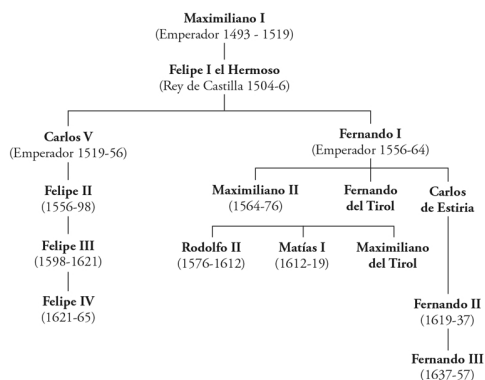 Maximiliano I
(Emperador 1493 - 1519)
Felipe I el Hermoso
(Rey de Castilla 1504-6)
Carlos V
(Emperador 1519-56)
Fernando I
(Emperador 1556-64)
Felipe II
(1556-98)
Maximiliano II
(1564-76)
Fernando
del Tirol
Carlos
de Estiria
Felipe III
(1598-1621)
Rodolfo II
(1576-1612)
Matías I
(1612-19)
Maximiliano
del Tirol
Felipe IV
(1621-65)
Fernando II
(1619-37)
Fernando III
(1637-57)